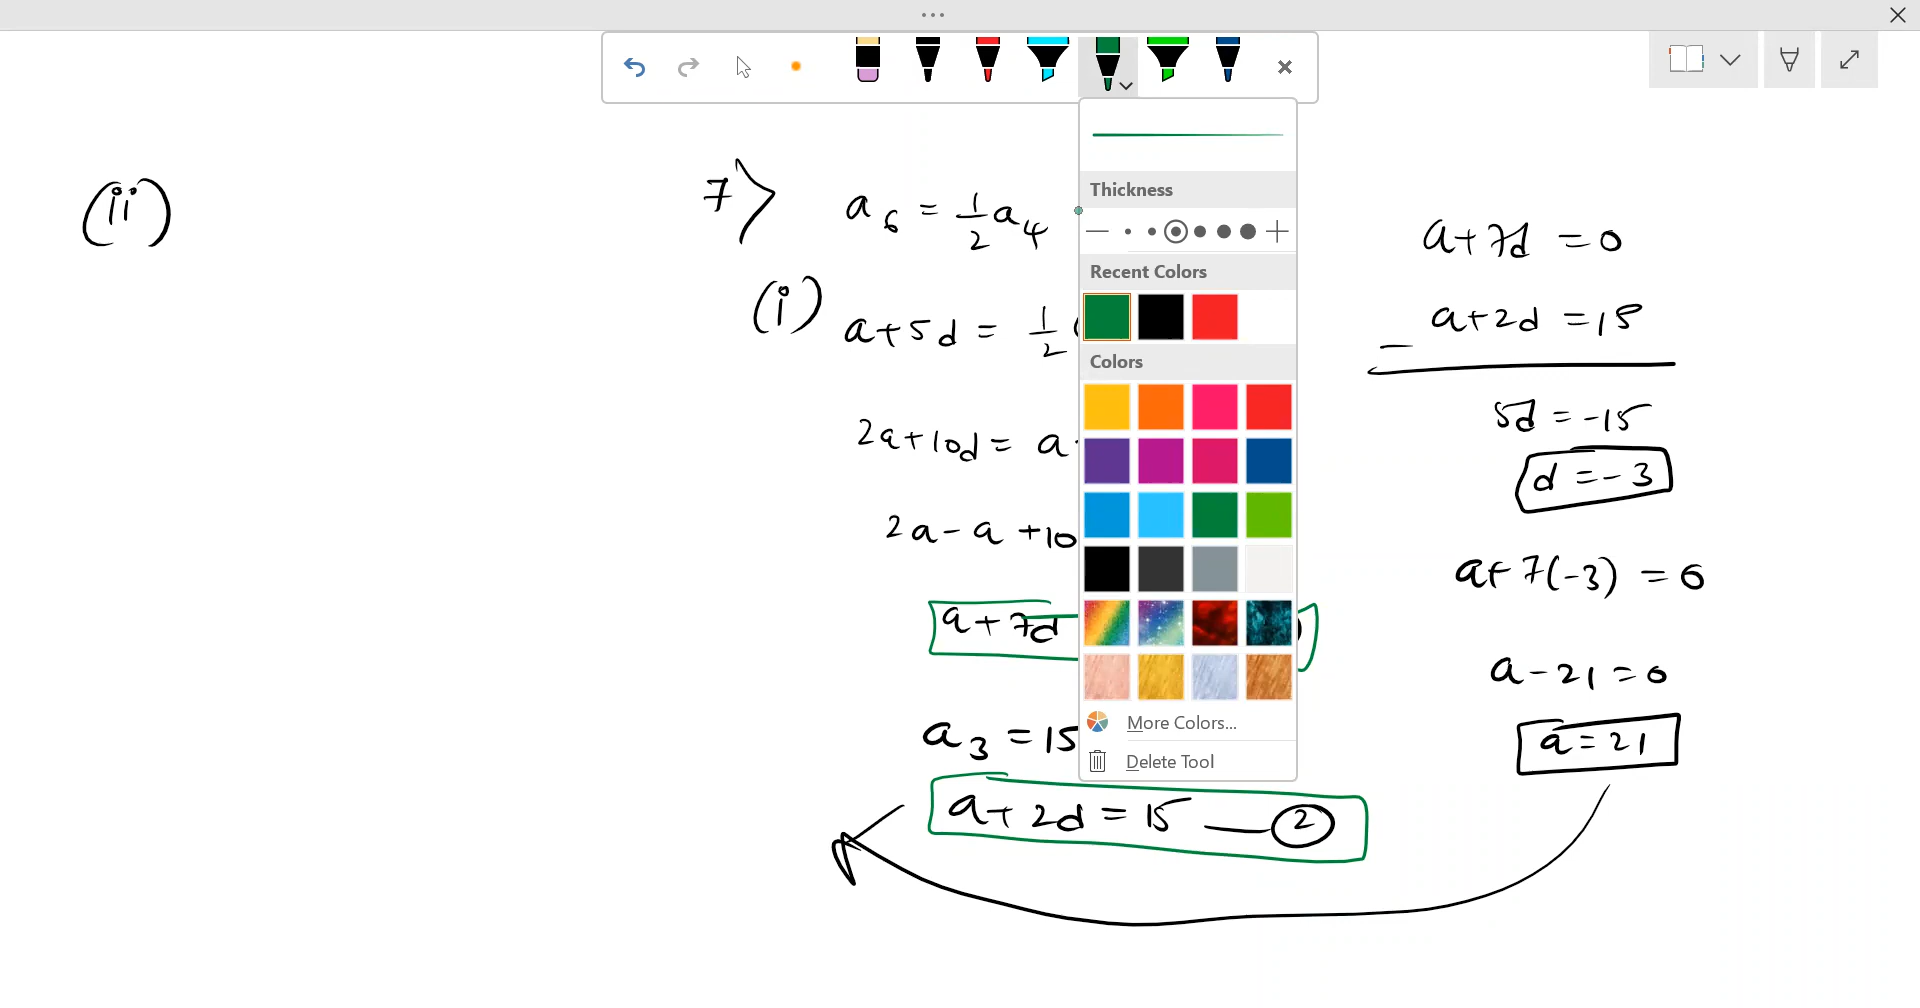 (ii)
7>
a6 = 1/2 a4
(i) a+5d = 1/2 (
2a+10d = a
2a-a+10
a+7d
a3 = 15
a+2d = 15 — ②
a+7d = 0
- a+2d = 15
5d = -15
d = -3
a+7(-3) = 0
a-21 = 0
a = 21
Thickness
Recent Colors
Colors
More Colors...
Delete Tool